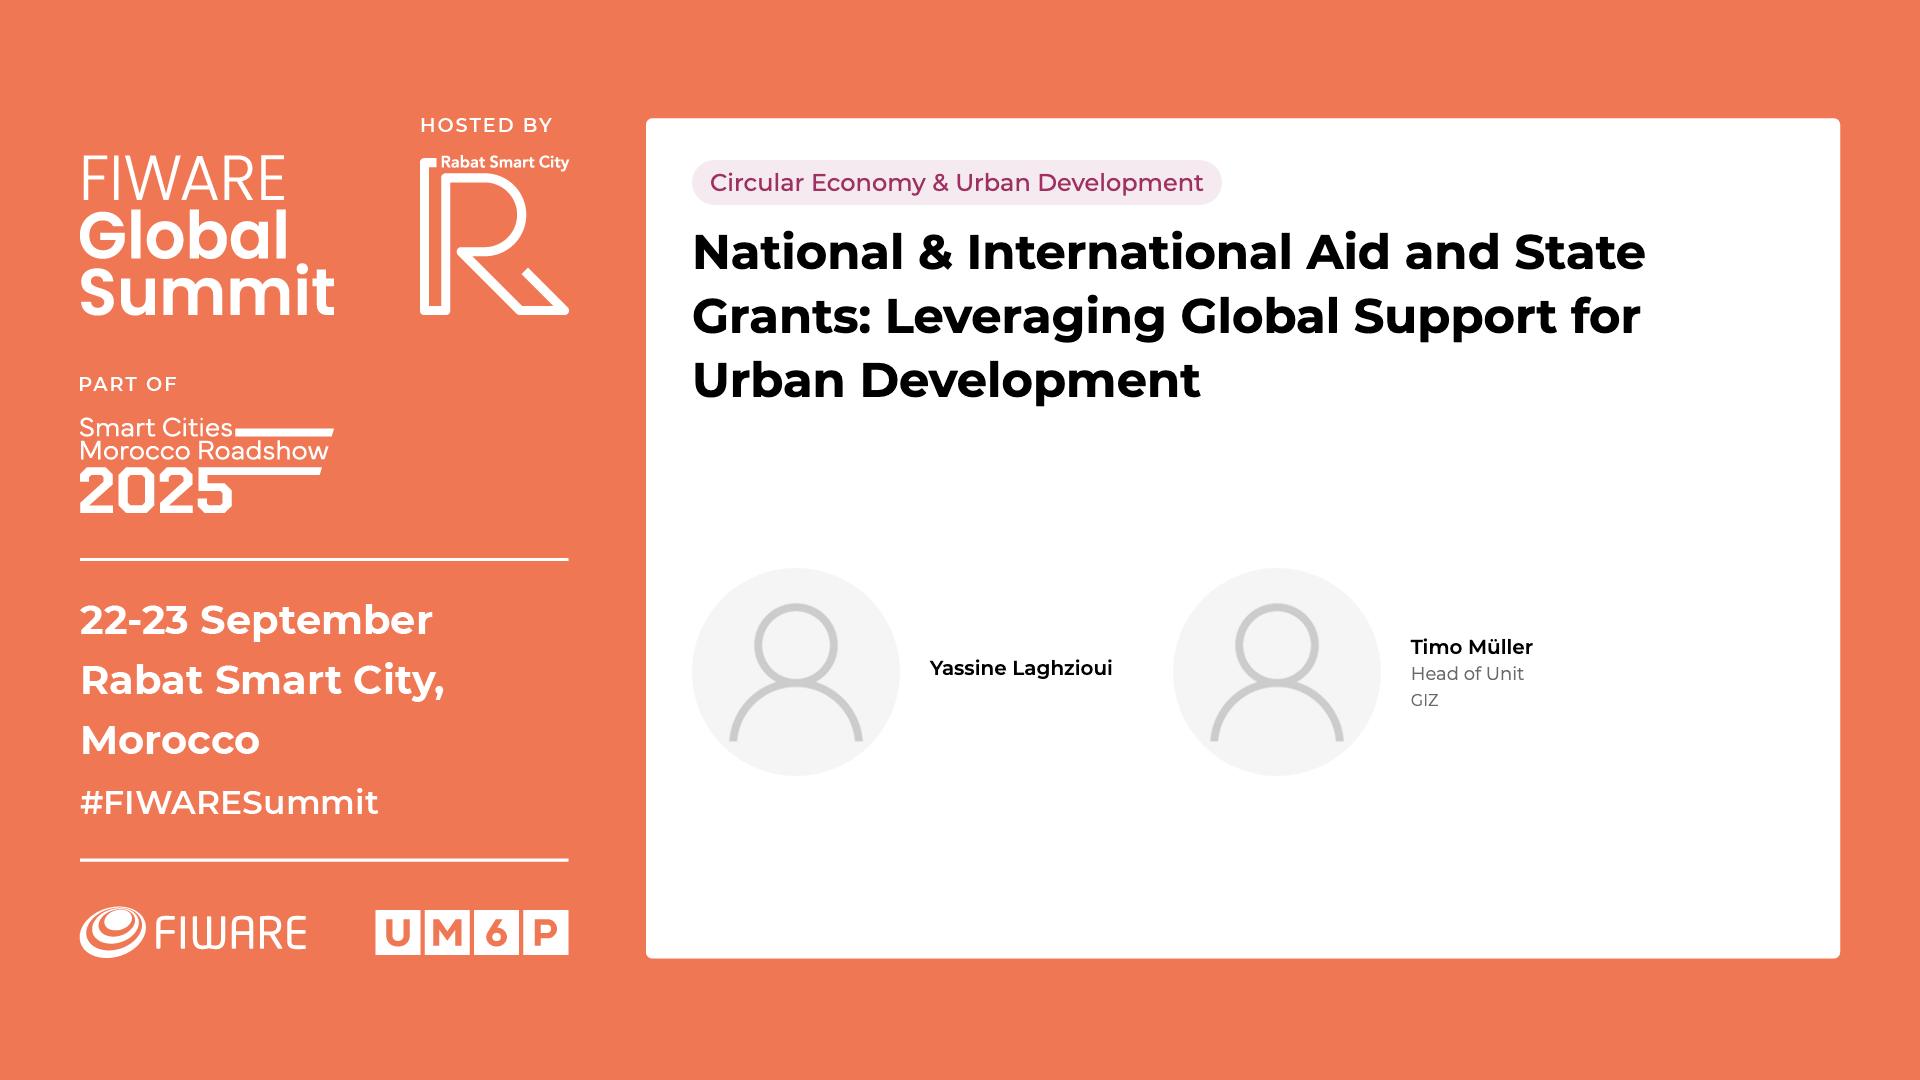 FIWARE
Global
Summit
HOSTED BY
Rabat Smart City
R
PART OF
Smart Cities
Morocco Roadshow
2025
22-23 September
Rabat Smart City,
Morocco
#FIWARESummit
FIWARE
UM6P
Circular Economy & Urban Development
National & International Aid and State
Grants: Leveraging Global Support for
Urban Development
Yassine Laghzioui
Timo Müller
Head of Unit
GIZ